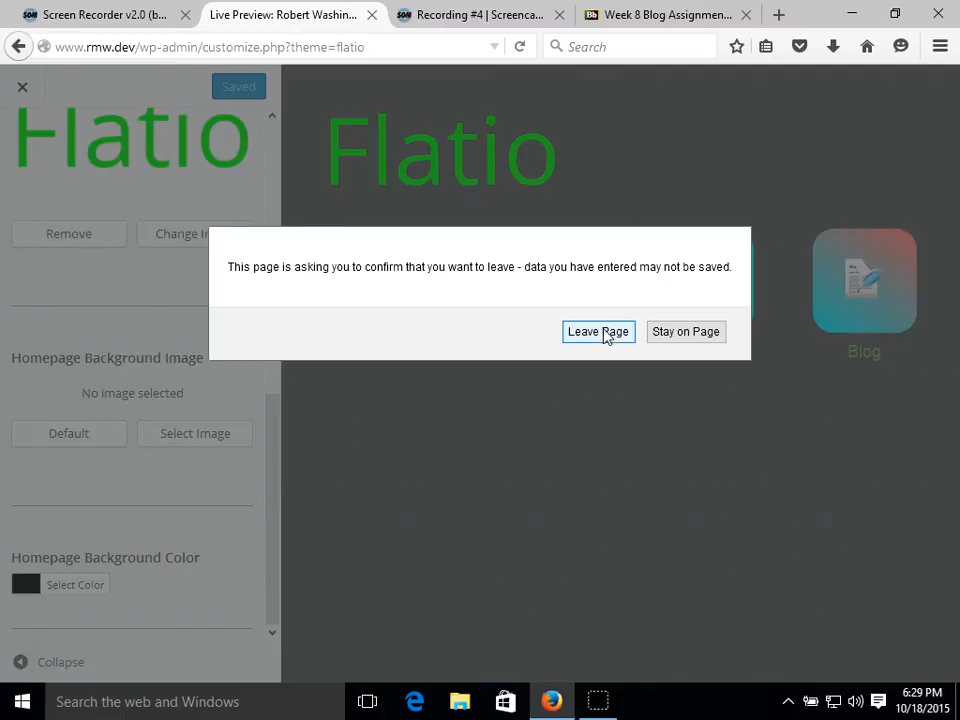 Screen Recorder v2.0 (b...
Live Preview: Robert Washin...
Recording #4 | Screenca...
Bb
Week 8 Blog Assignmen...
www.rmw.dev/wp-admin/customize.php?theme=flatio
Search
Saved
Flatio
Flatio
Remove
Change I
This page is asking you to confirm that you want to leave - data you have entered may not be saved.
Leave Page
Stay on Page
Homepage Background Image
Blog
No image selected
Default
Select Image
Homepage Background Color
Select Color
Collapse
Search the web and Windows
6:29 PM
10/18/2015